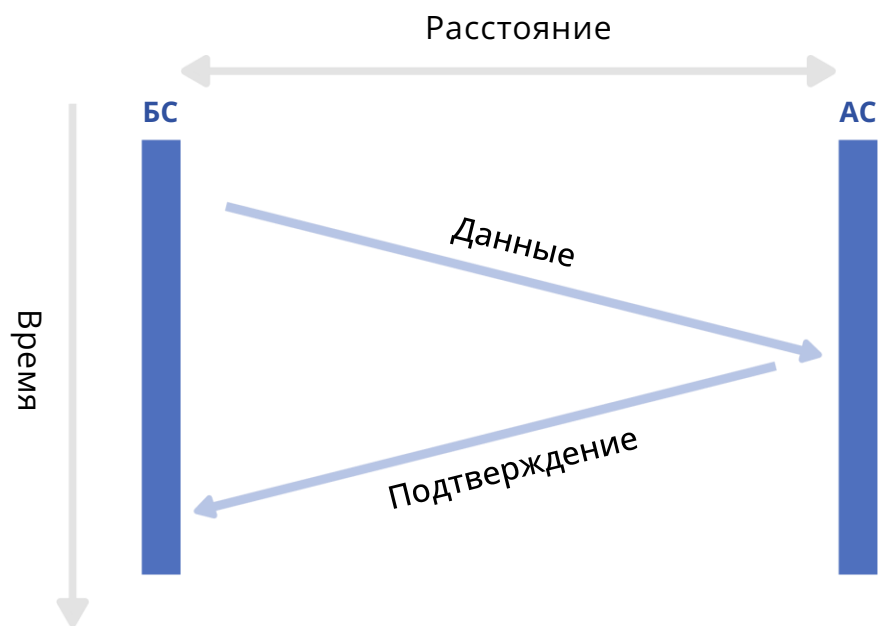 Расстояние
БС
АС
Данные
Время
Подтверждение